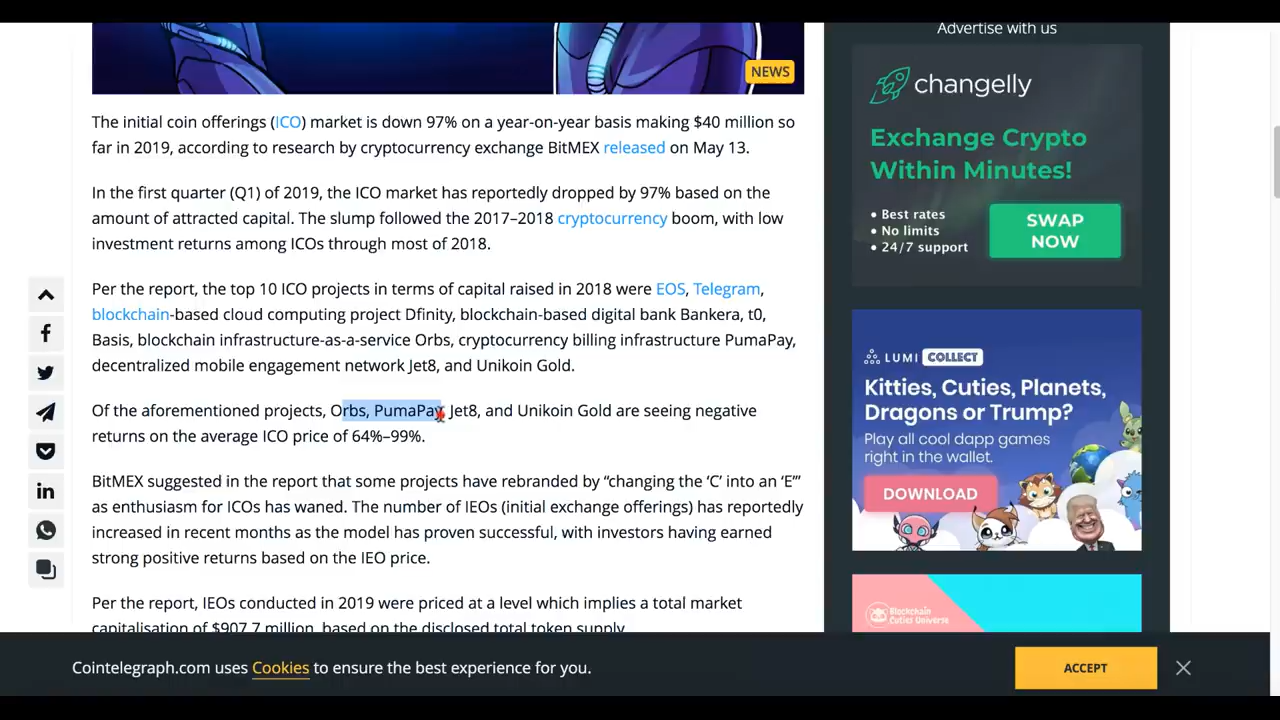 NEWS
The initial coin offerings (ICO) market is down 97% on a year-on-year basis making $40 million so
far in 2019, according to research by cryptocurrency exchange BitMEX released on May 13.
In the first quarter (Q1) of 2019, the ICO market has reportedly dropped by 97% based on the
amount of attracted capital. The slump followed the 2017–2018 cryptocurrency boom, with low
investment returns among ICOs through most of 2018.
Per the report, the top 10 ICO projects in terms of capital raised in 2018 were EOS, Telegram,
blockchain-based cloud computing project Dfinity, blockchain-based digital bank Bankera, t0,
Basis, blockchain infrastructure-as-a-service Orbs, cryptocurrency billing infrastructure PumaPay,
decentralized mobile engagement network Jet8, and Unikoin Gold.
Of the aforementioned projects, Orbs, PumaPay, Jet8, and Unikoin Gold are seeing negative
returns on the average ICO price of 64%–99%.
BitMEX suggested in the report that some projects have rebranded by “changing the ‘C’ into an ‘E’”
as enthusiasm for ICOs has waned. The number of IEOs (initial exchange offerings) has reportedly
increased in recent months as the model has proven successful, with investors having earned
strong positive returns based on the IEO price.
Per the report, IEOs conducted in 2019 were priced at a level which implies a total market
capitalisation of $907.7 million, based on the disclosed total token supply.
Advertise with us
changelly
Exchange Crypto
Within Minutes!
• Best rates
• No limits
• 24/7 support
SWAP
NOW
LUMI COLLECT
Kitties, Cuties, Planets,
Dragons or Trump?
Play all cool dapp games
right in the wallet.
DOWNLOAD
Blockchain
Cuties Universe
Cointelegraph.com uses Cookies to ensure the best experience for you.
ACCEPT